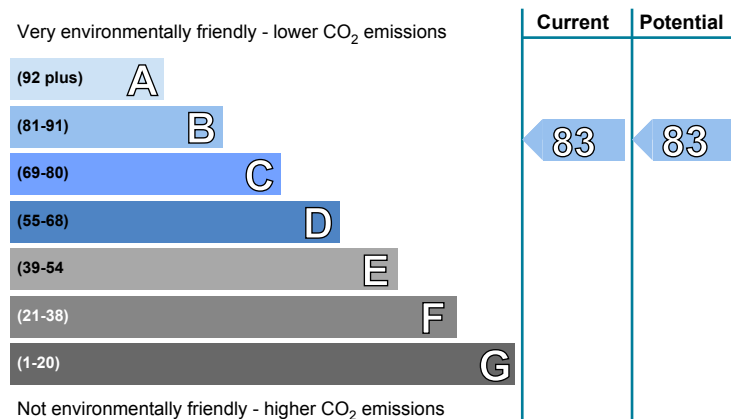 Very environmentally friendly - lower CO₂ emissions
Current
Potential
(92 plus) A
(81-91) B
83
83
(69-80) C
(55-68) D
(39-54 E
(21-38) F
(1-20) G
Not environmentally friendly - higher CO₂ emissions